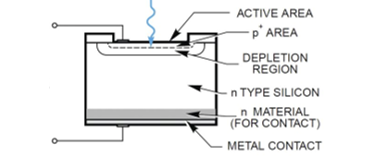 ACTIVE AREA
p+ AREA
DEPLETION
REGION
n TYPE SILICON
n MATERIAL
(FOR CONTACT)
METAL CONTACT